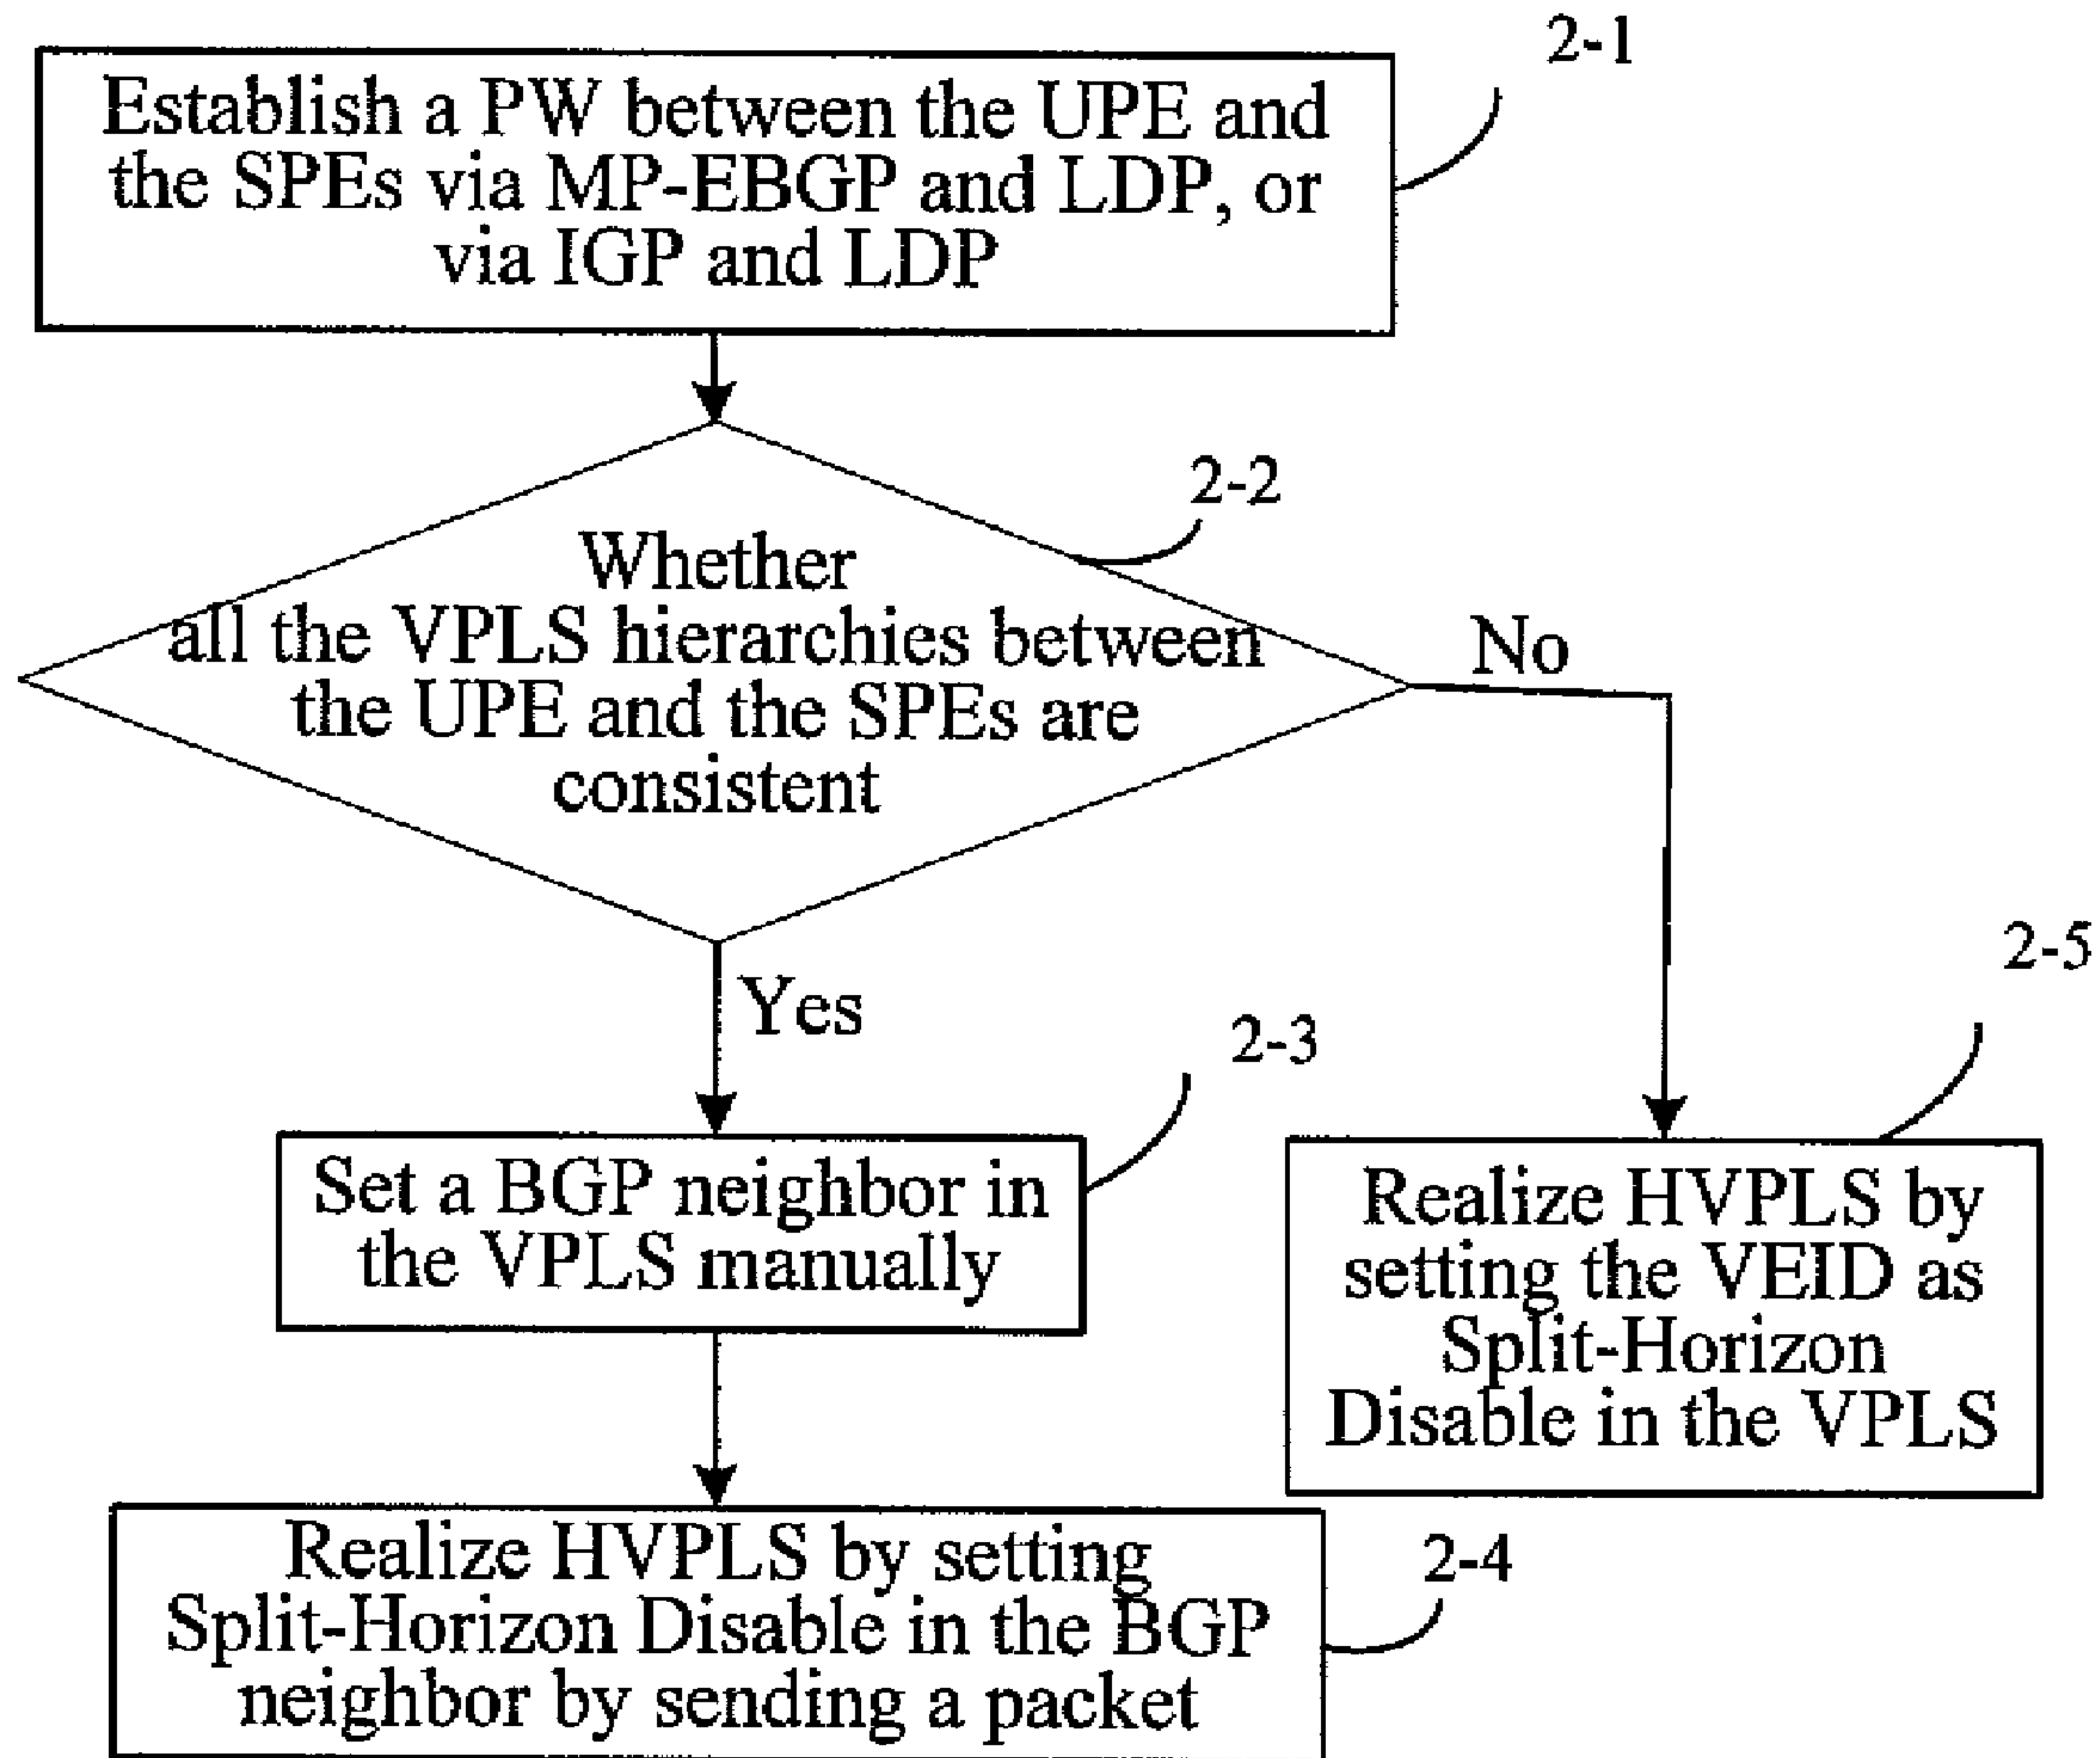 2-1
Establish a PW between the UPE and
the SPEs via MP-EBGP and LDP, or
via IGP and LDP
2-2
Whether
all the VPLS hierarchies between
the UPE and the SPEs are
consistent
No
Yes
2-5
2-3
Set a BGP neighbor in
the VPLS manually
Realize HVPLS by
setting the VEID as
Split-Horizon
Disable in the VPLS
2-4
Realize HVPLS by setting
Split-Horizon Disable in the BGP
neighbor by sending a packet